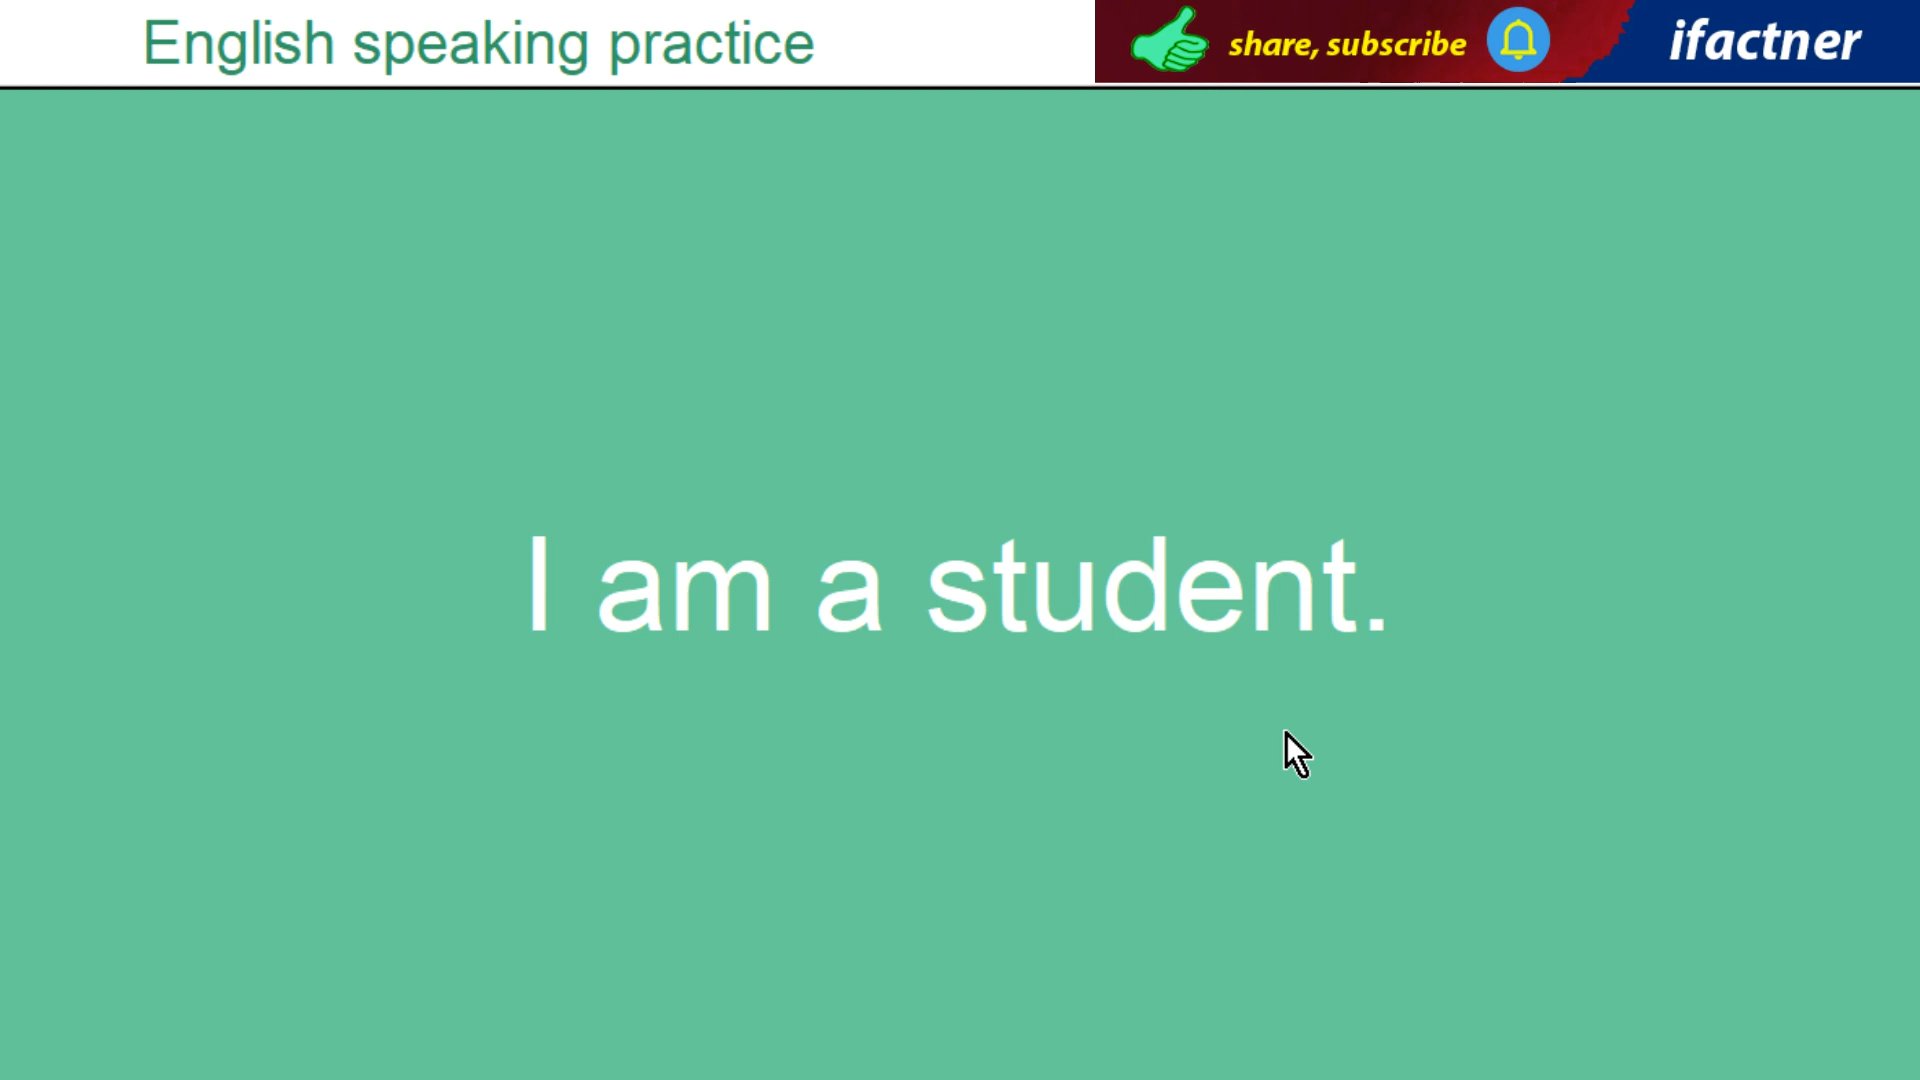 English speaking practice
share, subscribe
ifactner
I am a student.